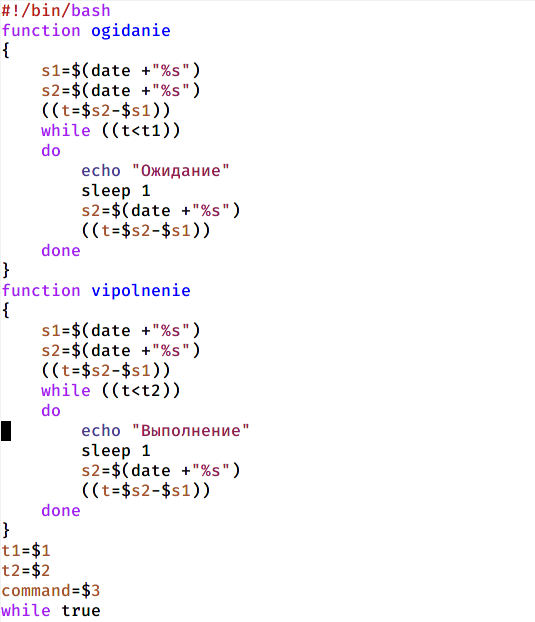 #!/bin/bash
function ogidanie
{
    s1=$(date +"%s")
    s2=$(date +"%s")
    ((t=$s2-$s1))
    while ((t<t1))
    do
        echo "Ожидание"
        sleep 1
        s2=$(date +"%s")
        ((t=$s2-$s1))
    done
}
function vipolnenie
{
    s1=$(date +"%s")
    s2=$(date +"%s")
    ((t=$s2-$s1))
    while ((t<t2))
    do
        echo "Выполнение"
        sleep 1
        s2=$(date +"%s")
        ((t=$s2-$s1))
    done
}
t1=$1
t2=$2
command=$3
while true